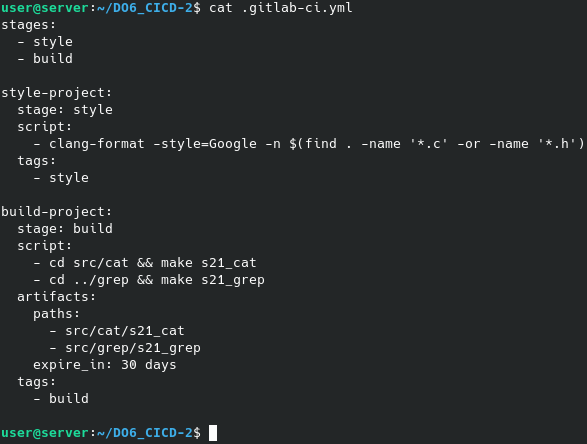 user@server:~/DO6_CICD-2$ cat .gitlab-ci.yml
stages:
  - style
  - build

style-project:
  stage: style
  script:
    - clang-format -style=Google -n $(find . -name '*.c' -or -name '*.h')
  tags:
    - style

build-project:
  stage: build
  script:
    - cd src/cat && make s21_cat
    - cd ../grep && make s21_grep
  artifacts:
    paths:
      - src/cat/s21_cat
      - src/grep/s21_grep
    expire_in: 30 days
  tags:
    - build

user@server:~/DO6_CICD-2$